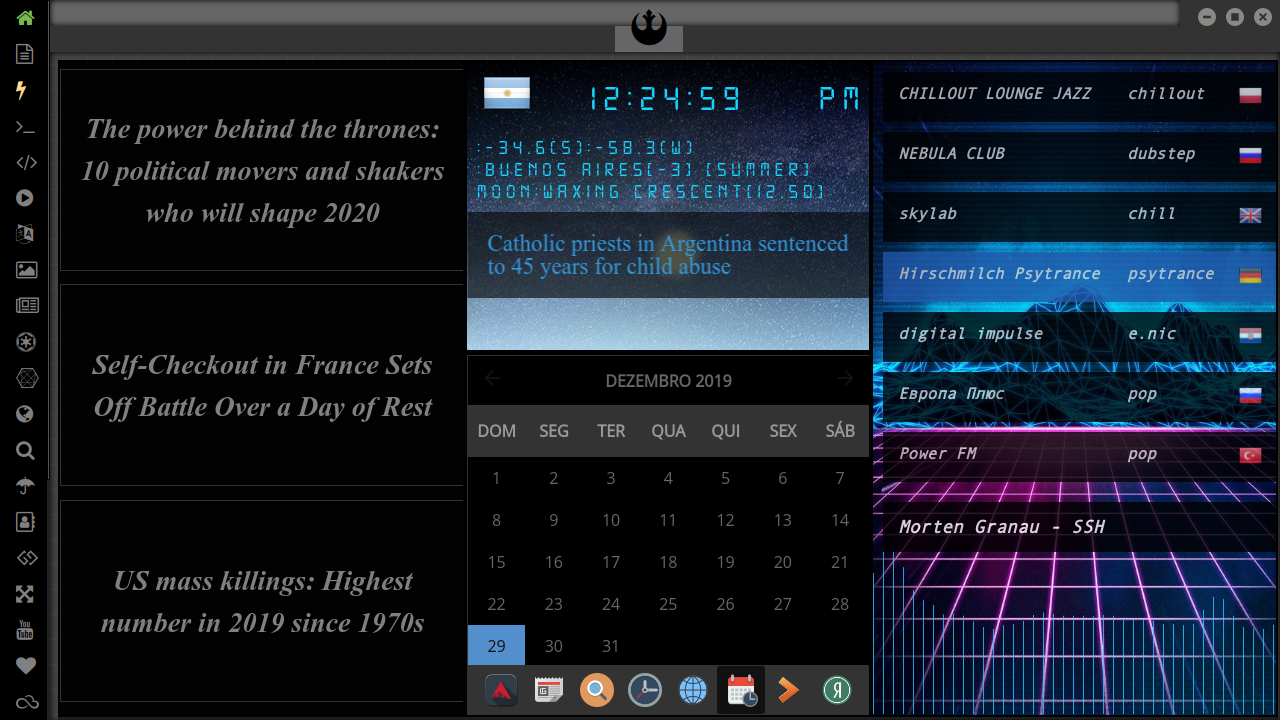 The power behind the thrones:
10 political movers and shakers
who will shape 2020
Self-Checkout in France Sets
Off Battle Over a Day of Rest
US mass killings: Highest
number in 2019 since 1970s
12:24:59 PM
:-34.6(S):-58.3(W)
:BUENOS AIRES(-3) (SUMMER)
MOON:WAXING CRESCENT(12.5D)
Catholic priests in Argentina sentenced
to 45 years for child abuse
DEZEMBRO 2019
DOM SEG TER QUA QUI SEX SÁB
1 2 3 4 5 6 7
8 9 10 11 12 13 14
15 16 17 18 19 20 21
22 23 24 25 26 27 28
29 30 31
CHILLOUT LOUNGE JAZZ chillout
NEBULA CLUB dubstep
skylab chill
Hirschmilch Psytrance psytrance
digital impulse e.nic
Европа Плюс pop
Power FM pop
Morten Granau - SSH
You
Tube